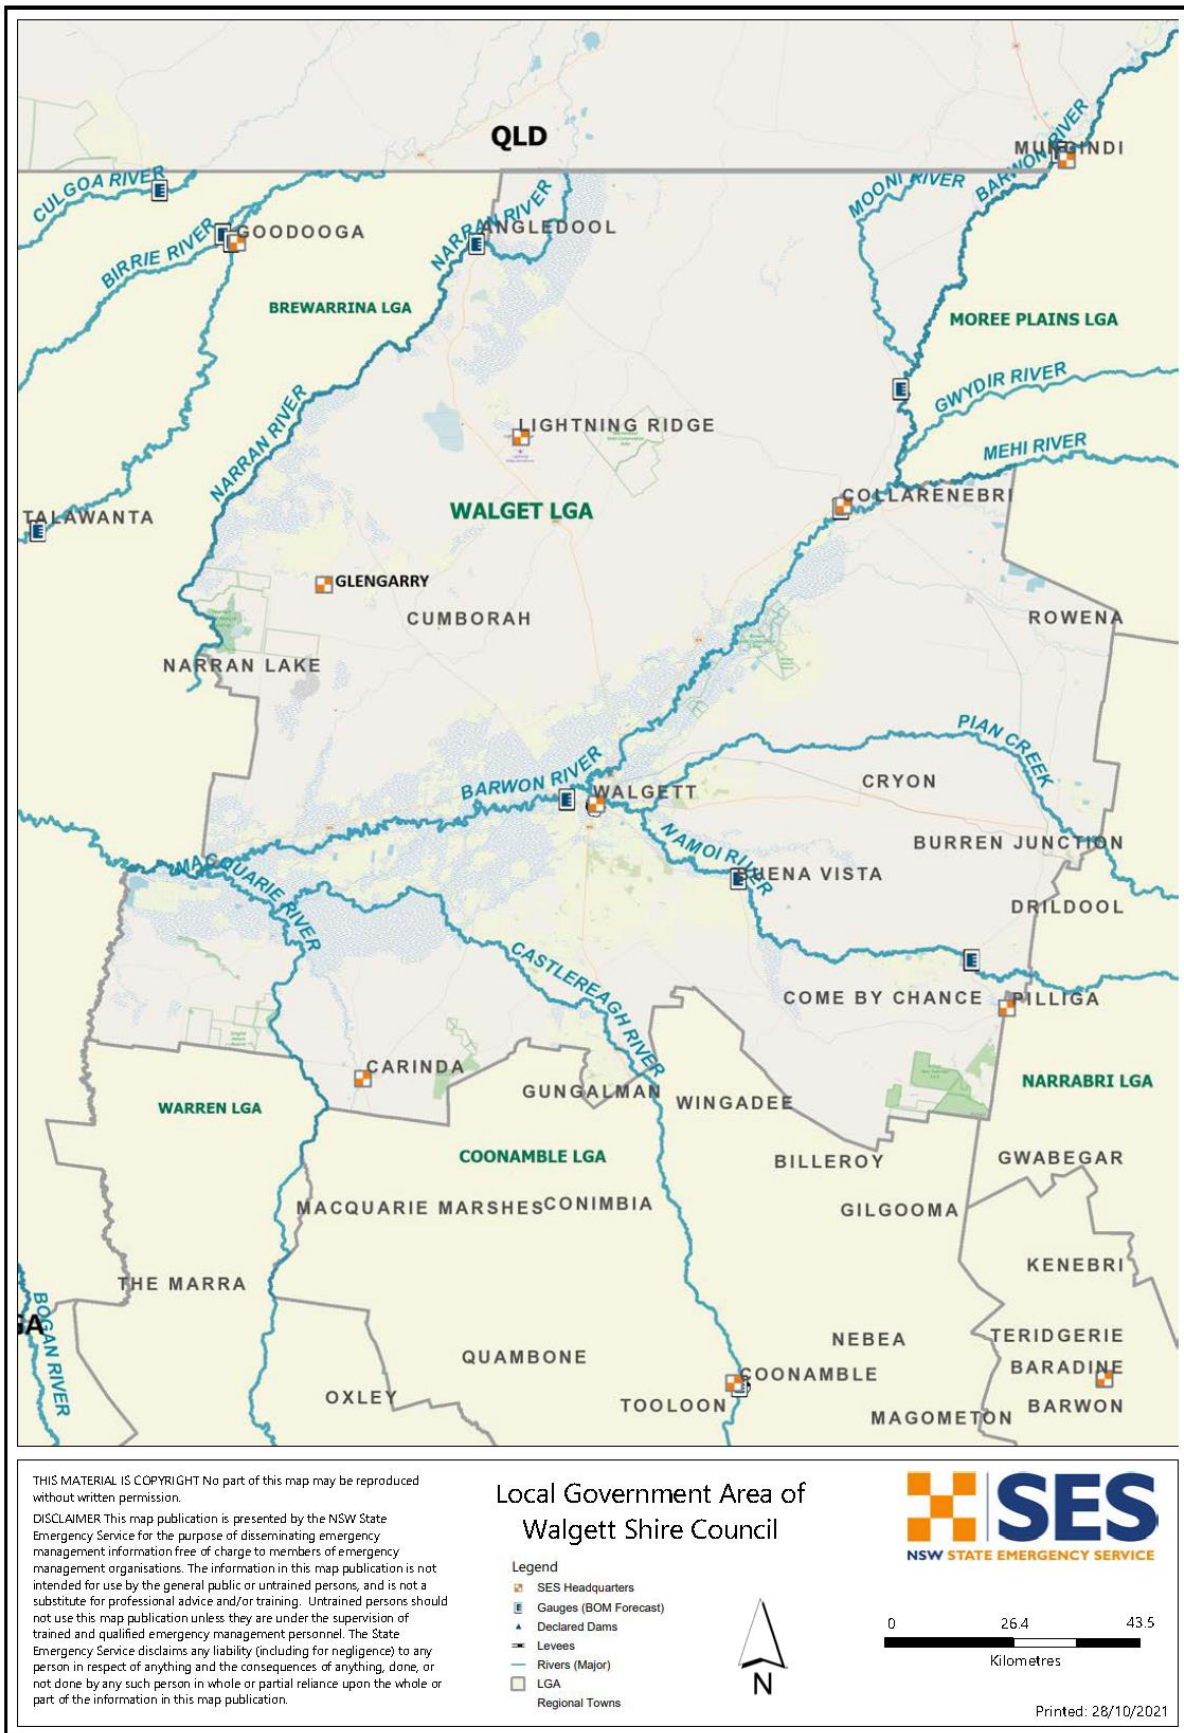 QLD
MUNGINDI
BARWON RIVER
MOONI RIVER
CULGOA RIVER
BIRRIE RIVER
GOODOOGA
NARRAN RIVER
ANGLEDOOL
BREWARRINA LGA
MOREE PLAINS LGA
GWYDIR RIVER
NARRAN RIVER
LIGHTNING RIDGE
MEHI RIVER
WALGET LGA
COLLARENEBRI
TALAWANTA
GLENGARRY
CUMBORAH
ROWENA
NARRAN LAKE
PIAN CREEK
BARWON RIVER
WALGETT
CRYON
NAMOI RIVER
BURREN JUNCTION
MACQUARIE RIVER
BUENA VISTA
DRILDOOL
CASTLEREAGH RIVER
COME BY CHANCE
PILLIGA
CARINDA
GUNGALMAN
WINGADEE
NARRABRI LGA
WARREN LGA
COONAMBLE LGA
BILLEROY
GWABEGAR
MACQUARIE MARSHES
CONIMBIA
GILGOOMA
KENEBRI
THE MARRA
BOGAN RIVER
GA
NEBEA
TERIDGERIE
QUAMBONE
COONAMBLE
BARADINE
OXLEY
TOOLOON
MAGOMETON
BARWON
THIS MATERIAL IS COPYRIGHT No part of this map may be reproduced
without written permission.
DISCLAIMER This map publication is presented by the NSW State
Emergency Service for the purpose of disseminating emergency
management information free of charge to members of emergency
management organisations. The information in this map publication is not
intended for use by the general public or untrained persons, and is not a
substitute for professional advice and/or training. Untrained persons should
not use this map publication unless they are under the supervision of
trained and qualified emergency management personnel. The State
Emergency Service disclaims any liability (including for negligence) to any
person in respect of anything and the consequences of anything, done, or
not done by any such person in whole or partial reliance upon the whole or
part of the information in this map publication.
Local Government Area of
Walgett Shire Council
Legend
SES Headquarters
Gauges (BOM Forecast)
Declared Dams
Levees
Rivers (Major)
LGA
Regional Towns
N
SES
NSW STATE EMERGENCY SERVICE
0 26.4 43.5
Kilometres
Printed: 28/10/2021